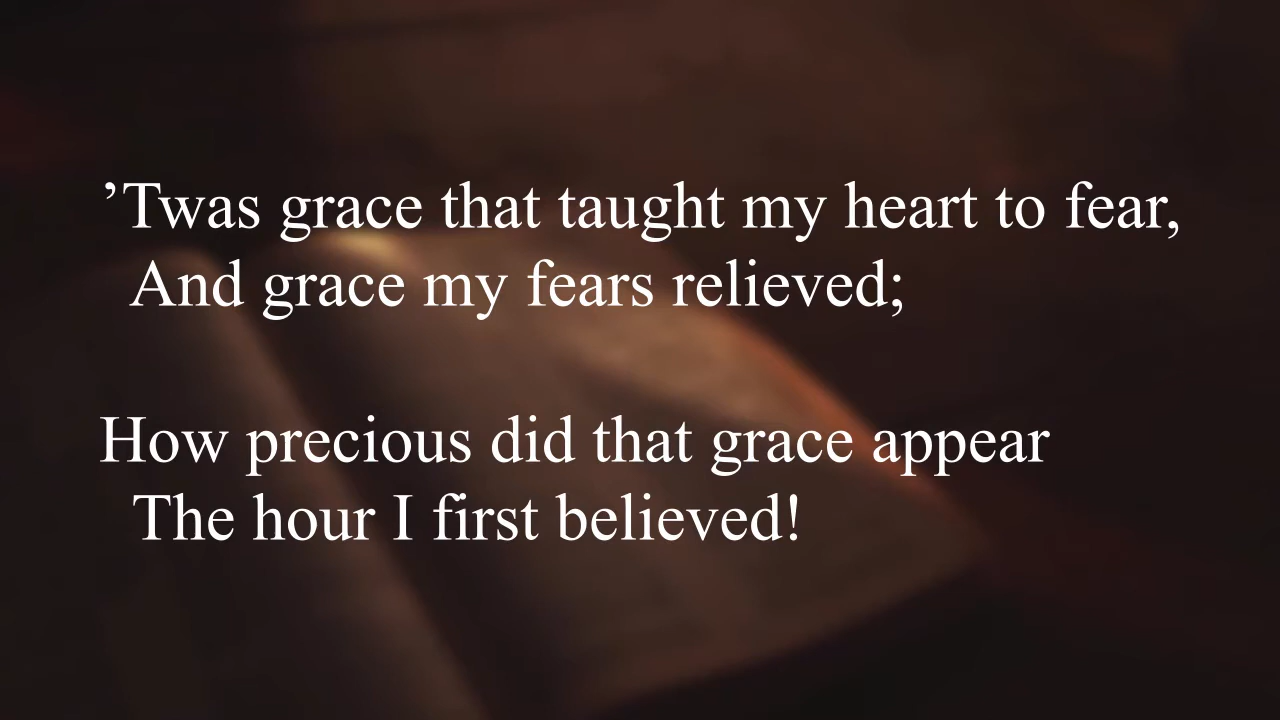 ’Twas grace that taught my heart to fear,
And grace my fears relieved;
How precious did that grace appear
The hour I first believed!